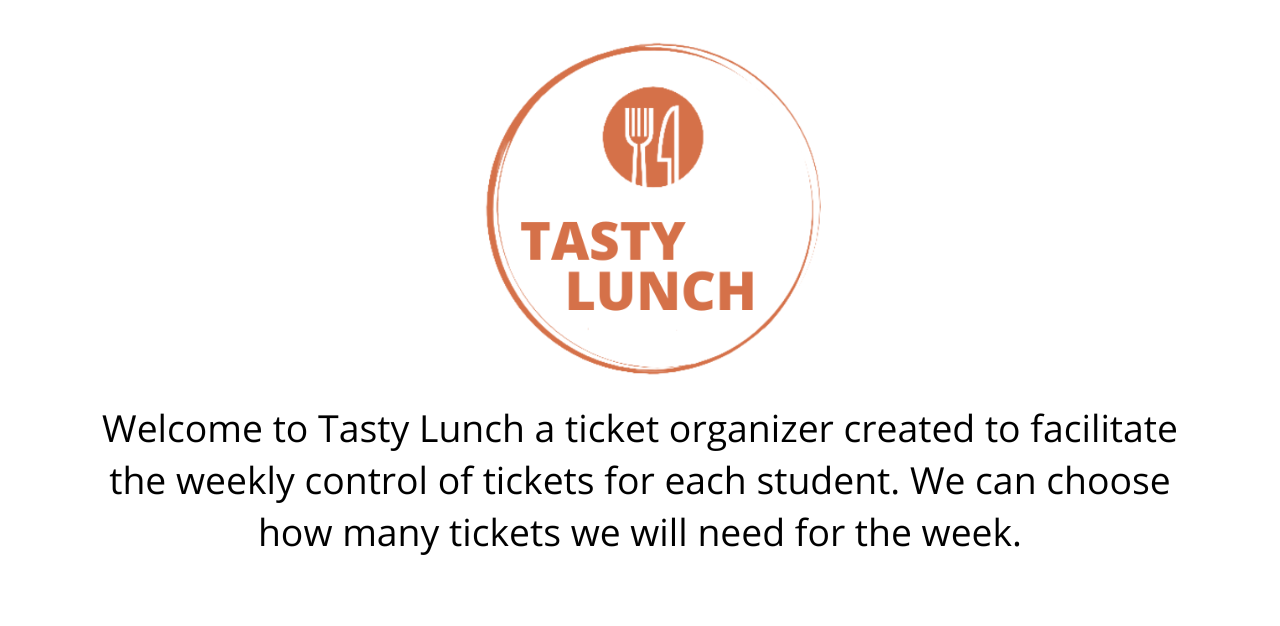 TASTY
LUNCH
Welcome to Tasty Lunch a ticket organizer created to facilitate
the weekly control of tickets for each student. We can choose
how many tickets we will need for the week.